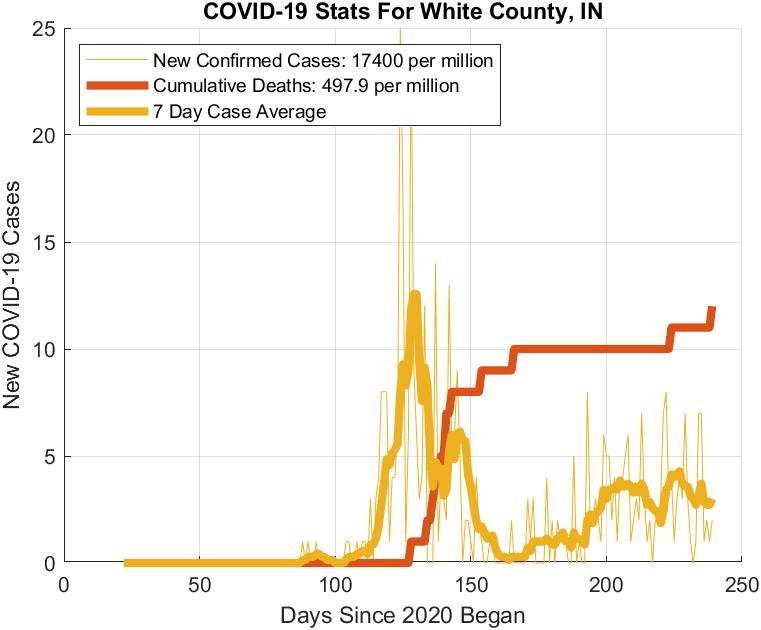 COVID-19 Stats For White County, IN
New Confirmed Cases: 17400 per million
Cumulative Deaths: 497.9 per million
7 Day Case Average
New COVID-19 Cases
25
20
15
10
5
0
0 50 100 150 200 250
Days Since 2020 Began